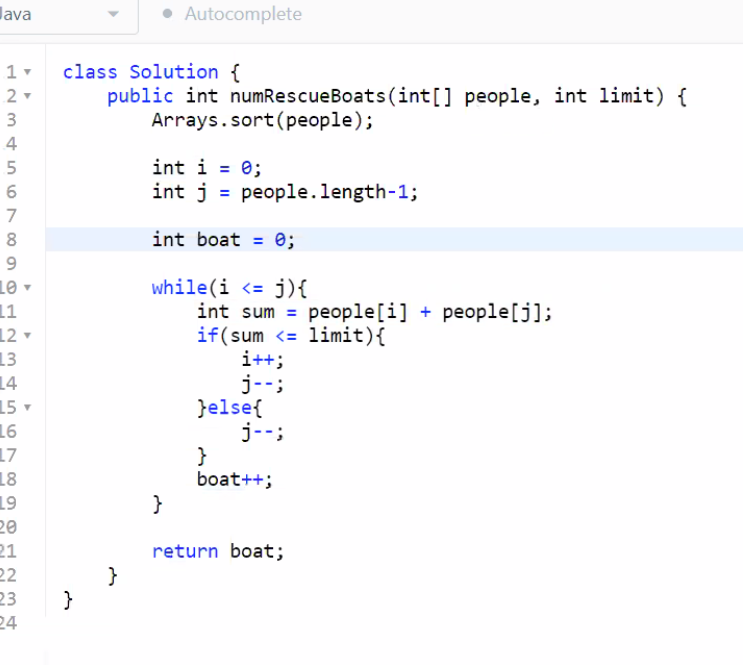 Java Autocomplete
1 class Solution {
2 public int numRescueBoats(int[] people, int limit) {
3 Arrays.sort(people);
4
5 int i = 0;
6 int j = people.length-1;
7
8 int boat = 0;
9
10 while(i <= j){
11 int sum = people[i] + people[j];
12 if(sum <= limit){
13 i++;
14 j--;
15 }else{
16 j--;
17 }
18 boat++;
19 }
20
21 return boat;
22 }
23 }
24